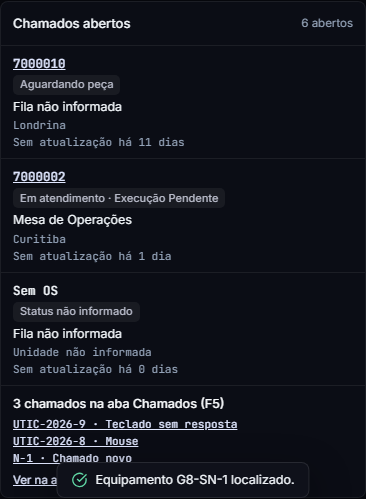 Chamados abertos
6 abertos
7000010
Aguardando peça
Fila não informada
Londrina
Sem atualização há 11 dias
7000002
Em atendimento · Execução Pendente
Mesa de Operações
Curitiba
Sem atualização há 1 dia
Sem OS
Status não informado
Fila não informada
Unidade não informada
Sem atualização há 0 dias
3 chamados na aba Chamados (F5)
UTIC-2026-9 · Teclado sem resposta
UTIC-2026-8 · Mouse
N-1 · Chamado novo
Ver na
Equipamento G8-SN-1 localizado.